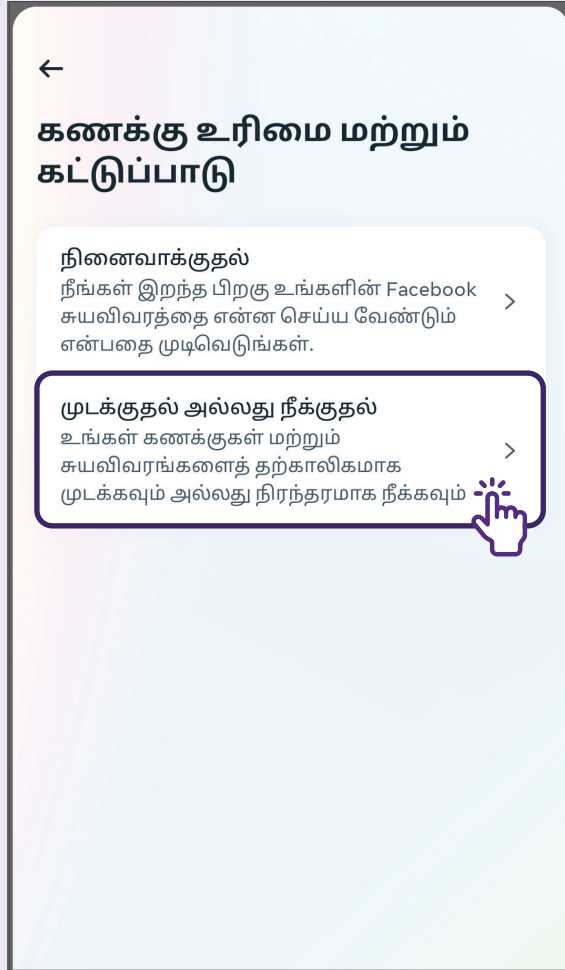 கணக்கு உரிமை மற்றும்
கட்டுப்பாடு
நினைவாக்குதல்
நீங்கள் இறந்த பிறகு உங்களின் Facebook
சுயவிவரத்தை என்ன செய்ய வேண்டும்
என்பதை முடிவெடுங்கள்.
முடக்குதல் அல்லது நீக்குதல்
உங்கள் கணக்குகள் மற்றும்
சுயவிவரங்களைத் தற்காலிகமாக
முடக்கவும் அல்லது நிரந்தரமாக நீக்கவும்